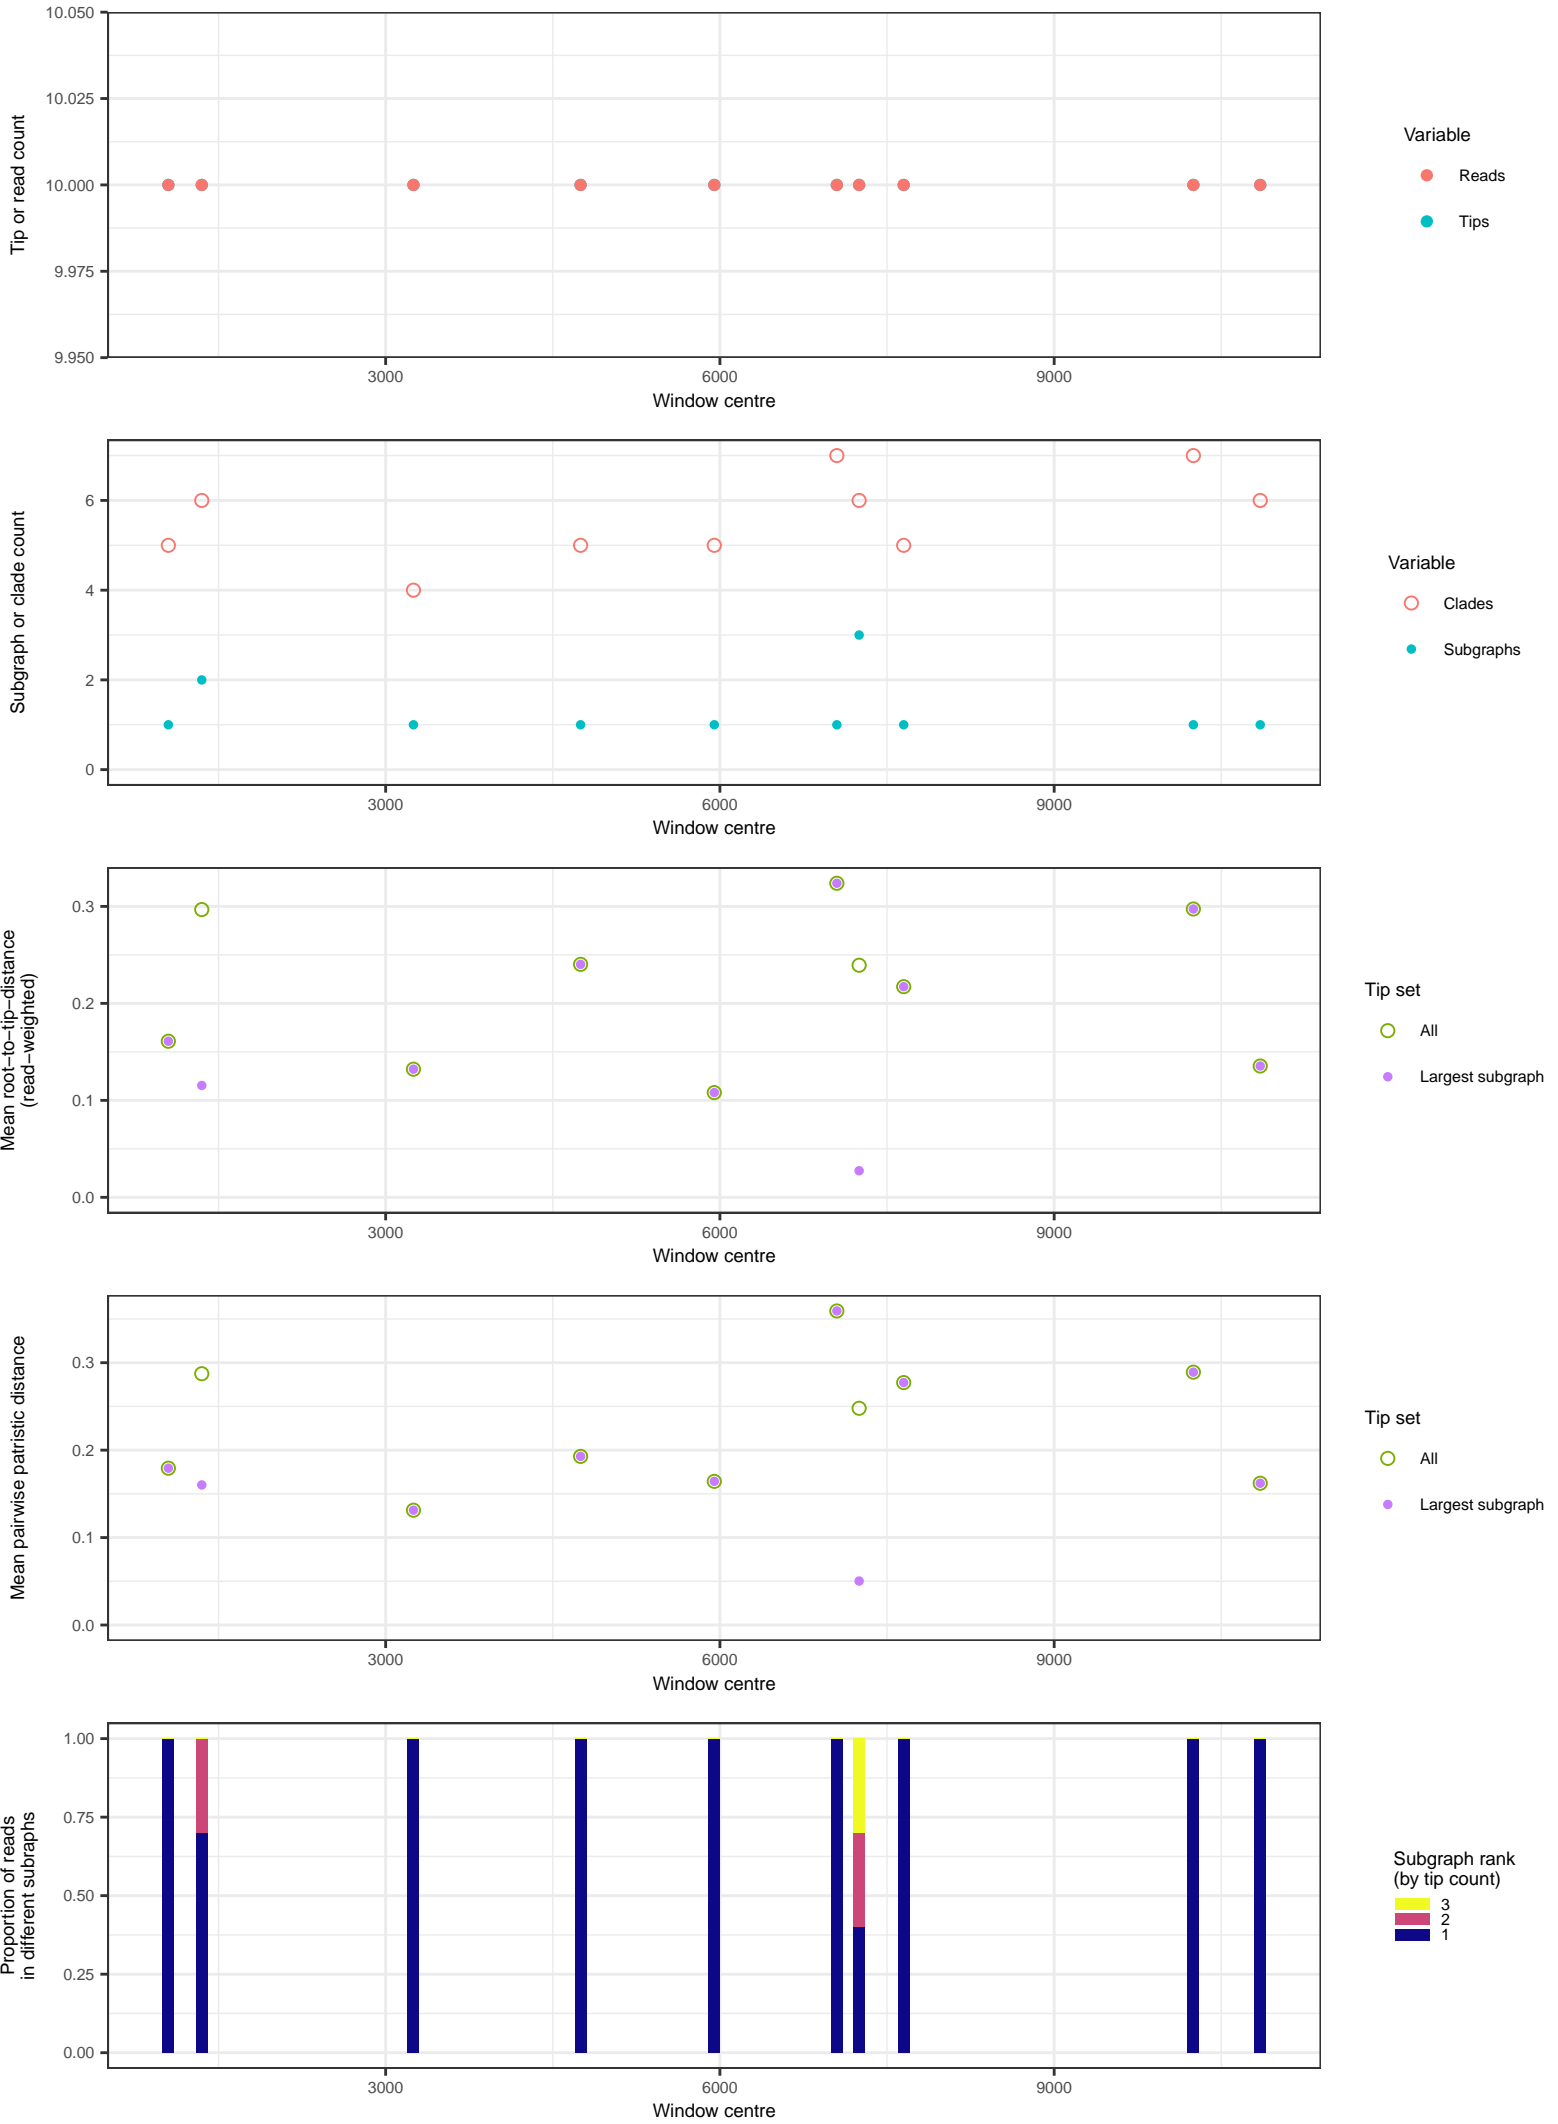 10.050
10.025
10.000
9.975
9.950
Tip or read count
3000 6000 9000
Window centre
Variable
Reads
Tips
6
4
2
0
Subgraph or clade count
3000 6000 9000
Window centre
Variable
Clades
Subgraphs
0.3
0.2
0.1
0.0
Mean root−to−tip−distance
(read−weighted)
3000 6000 9000
Window centre
Tip set
All
Largest subgraph
0.3
0.2
0.1
0.0
Mean pairwise patristic distance
3000 6000 9000
Window centre
Tip set
All
Largest subgraph
1.00
0.75
0.50
0.25
0.00
Proportion of reads
in different subraphs
3000 6000 9000
Window centre
Subgraph rank
(by tip count)
3
2
1